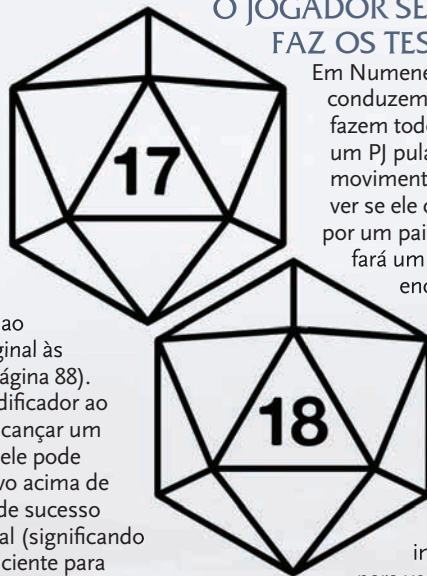 O JOGADOR SE
FAZ OS TES
Em Numene
conduzem
fazem tod
um PJ pula
moviment
ver se ele
por um pai
fará um
enc
17
ao
ginal às
ágina 88).
dificador ao
cançar um
ele pode
vo acima de
de sucesso
al (significando
ciente para
18
in